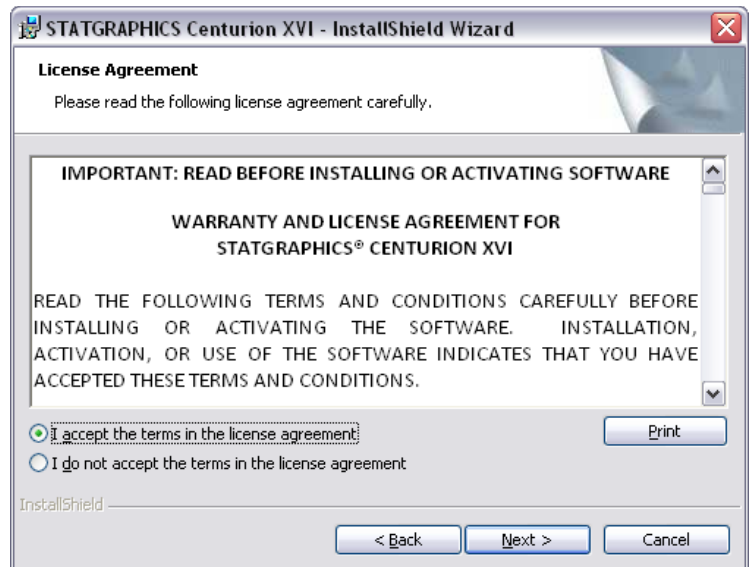 STATGRAPHICS Centurion XVI - InstallShield Wizard
License Agreement
Please read the following license agreement carefully.
IMPORTANT: READ BEFORE INSTALLING OR ACTIVATING SOFTWARE
WARRANTY AND LICENSE AGREEMENT FOR
STATGRAPHICS® CENTURION XVI
READ THE FOLLOWING TERMS AND CONDITIONS CAREFULLY BEFORE
INSTALLING OR ACTIVATING THE SOFTWARE. INSTALLATION,
ACTIVATION, OR USE OF THE SOFTWARE INDICATES THAT YOU HAVE
ACCEPTED THESE TERMS AND CONDITIONS.
I accept the terms in the license agreement
Print
I do not accept the terms in the license agreement
InstallShield
< Back
Next >
Cancel